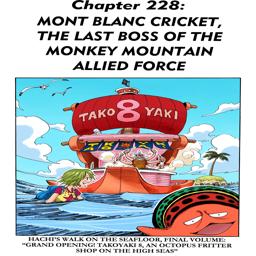 Chapter 228:
MONT BLANC CRICKET,
THE LAST BOSS OF THE
MONKEY MOUNTAIN
ALLIED FORCE
TAKO 8 YAKI
HACHI'S WALK ON THE SEAFLOOR, FINAL VOLUME:
"GRAND OPENING! TAKOYAKI 8, AN OCTOPUS FRITTER
SHOP ON THE HIGH SEAS"